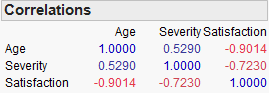 Correlations
Age Severity Satisfaction
Age 1.0000 0.5290 -0.9014
Severity 0.5290 1.0000 -0.7230
Satisfaction -0.9014 -0.7230 1.0000